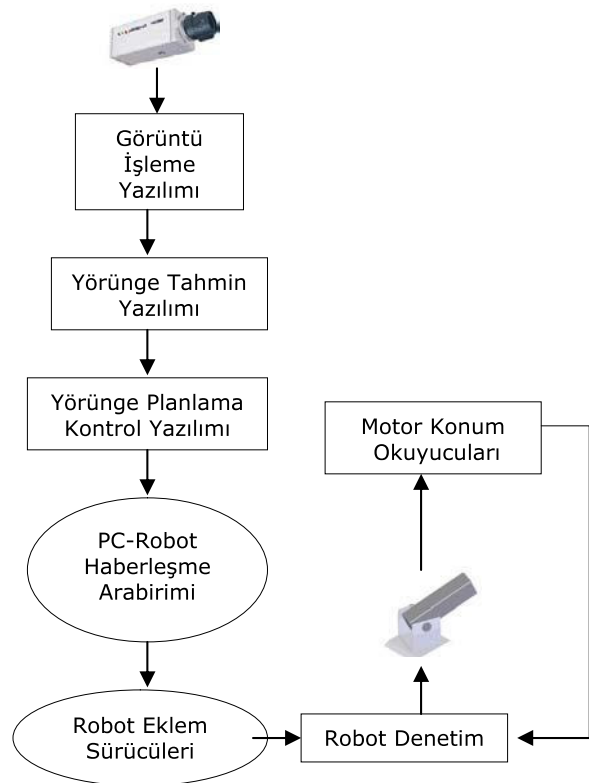 Görüntü
İşleme
Yazılımı
Yörünge Tahmin
Yazılımı
Yörünge Planlama
Kontrol Yazılımı
PC-Robot
Haberleşme
Arabirimi
Robot Eklem
Sürücüleri
Motor Konum
Okuyucuları
Robot Denetim